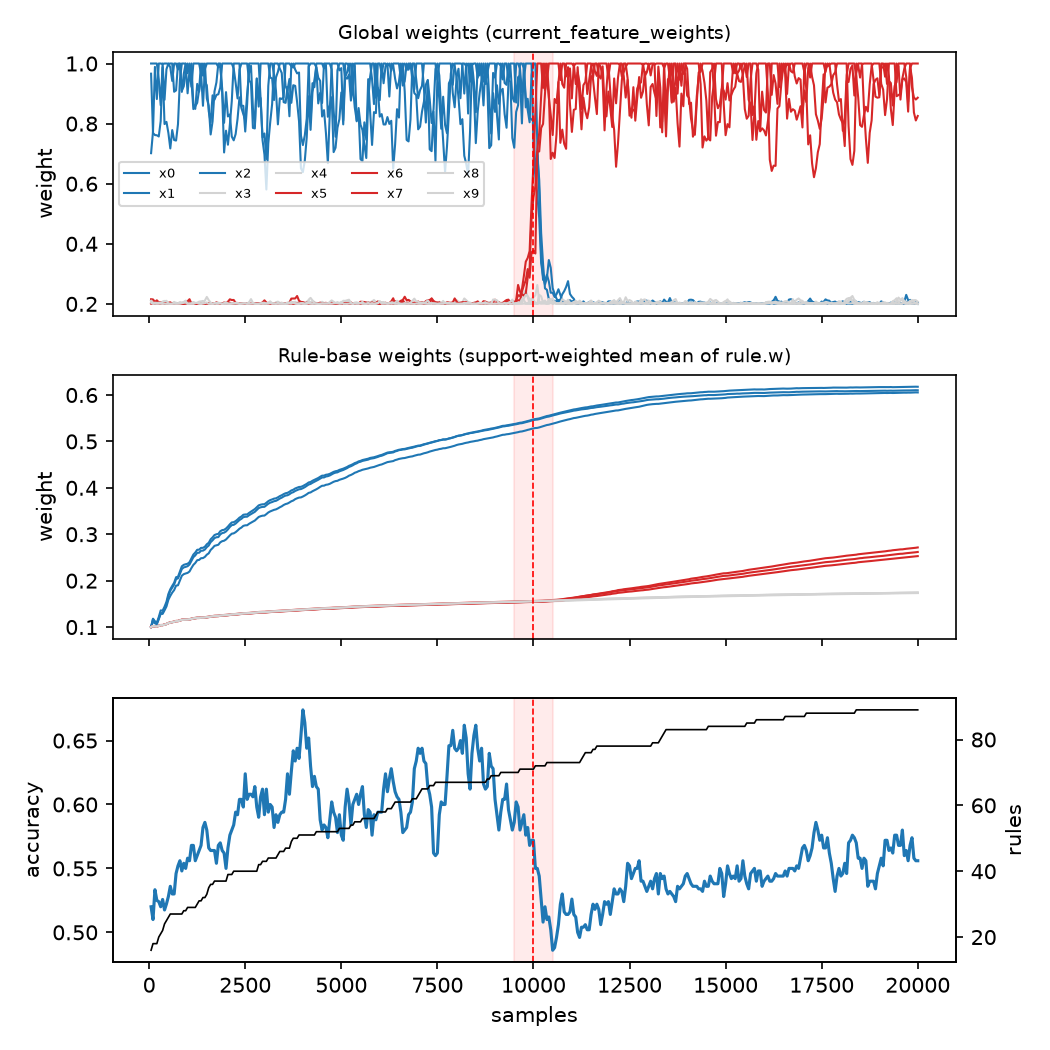 Global weights (current_feature_weights)
1.0
0.8
0.6
0.4
0.2
weight
x0 x2 x4 x6 x8
x1 x3 x5 x7 x9
Rule-base weights (support-weighted mean of rule.w)
0.6
0.5
0.4
0.3
0.2
0.1
weight
0.65
0.60
0.55
0.50
accuracy
80
60
40
20
rules
0 2500 5000 7500 10000 12500 15000 17500 20000
samples